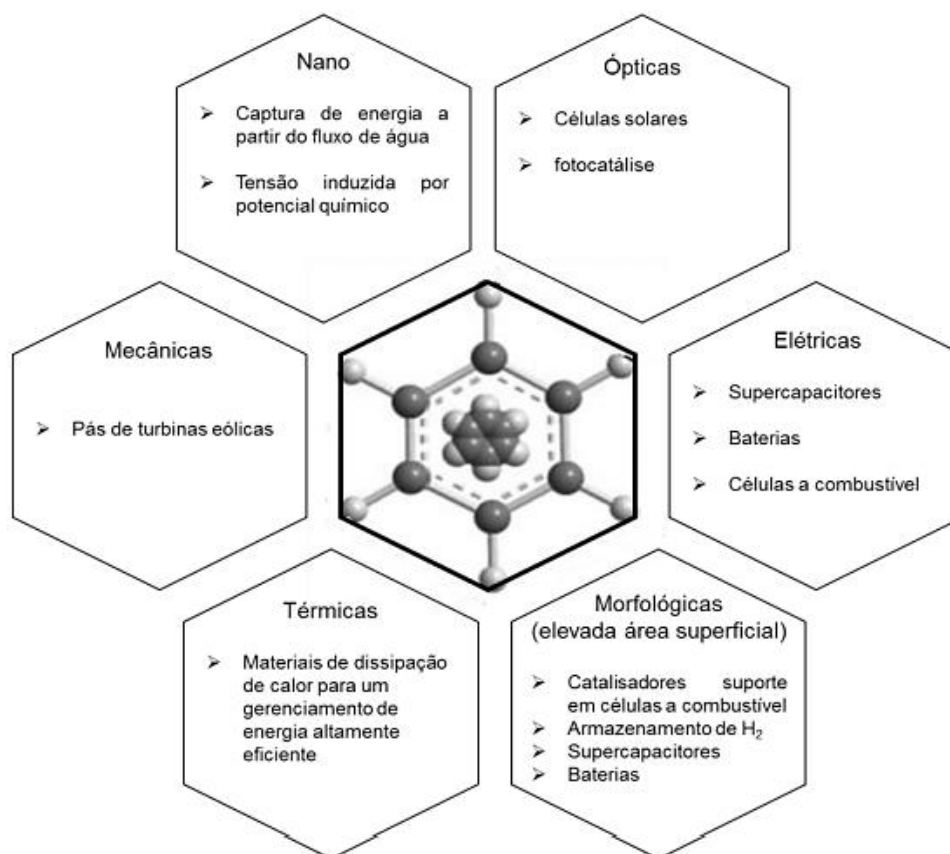 Nano
➢ Captura de energia a
partir do fluxo de água
➢ Tensão induzida por
potencial químico
Ópticas
➢ Células solares
➢ fotocatálise
Mecânicas
➢ Pás de turbinas eólicas
Elétricas
➢ Supercapacitores
➢ Baterias
➢ Células a combustível
Térmicas
➢ Materiais de dissipação
de calor para um
gerenciamento de
energia altamente
eficiente
Morfológicas
(elevada área superficial)
➢ Catalisadores suporte
em células a combustível
➢ Armazenamento de H₂
➢ Supercapacitores
➢ Baterias